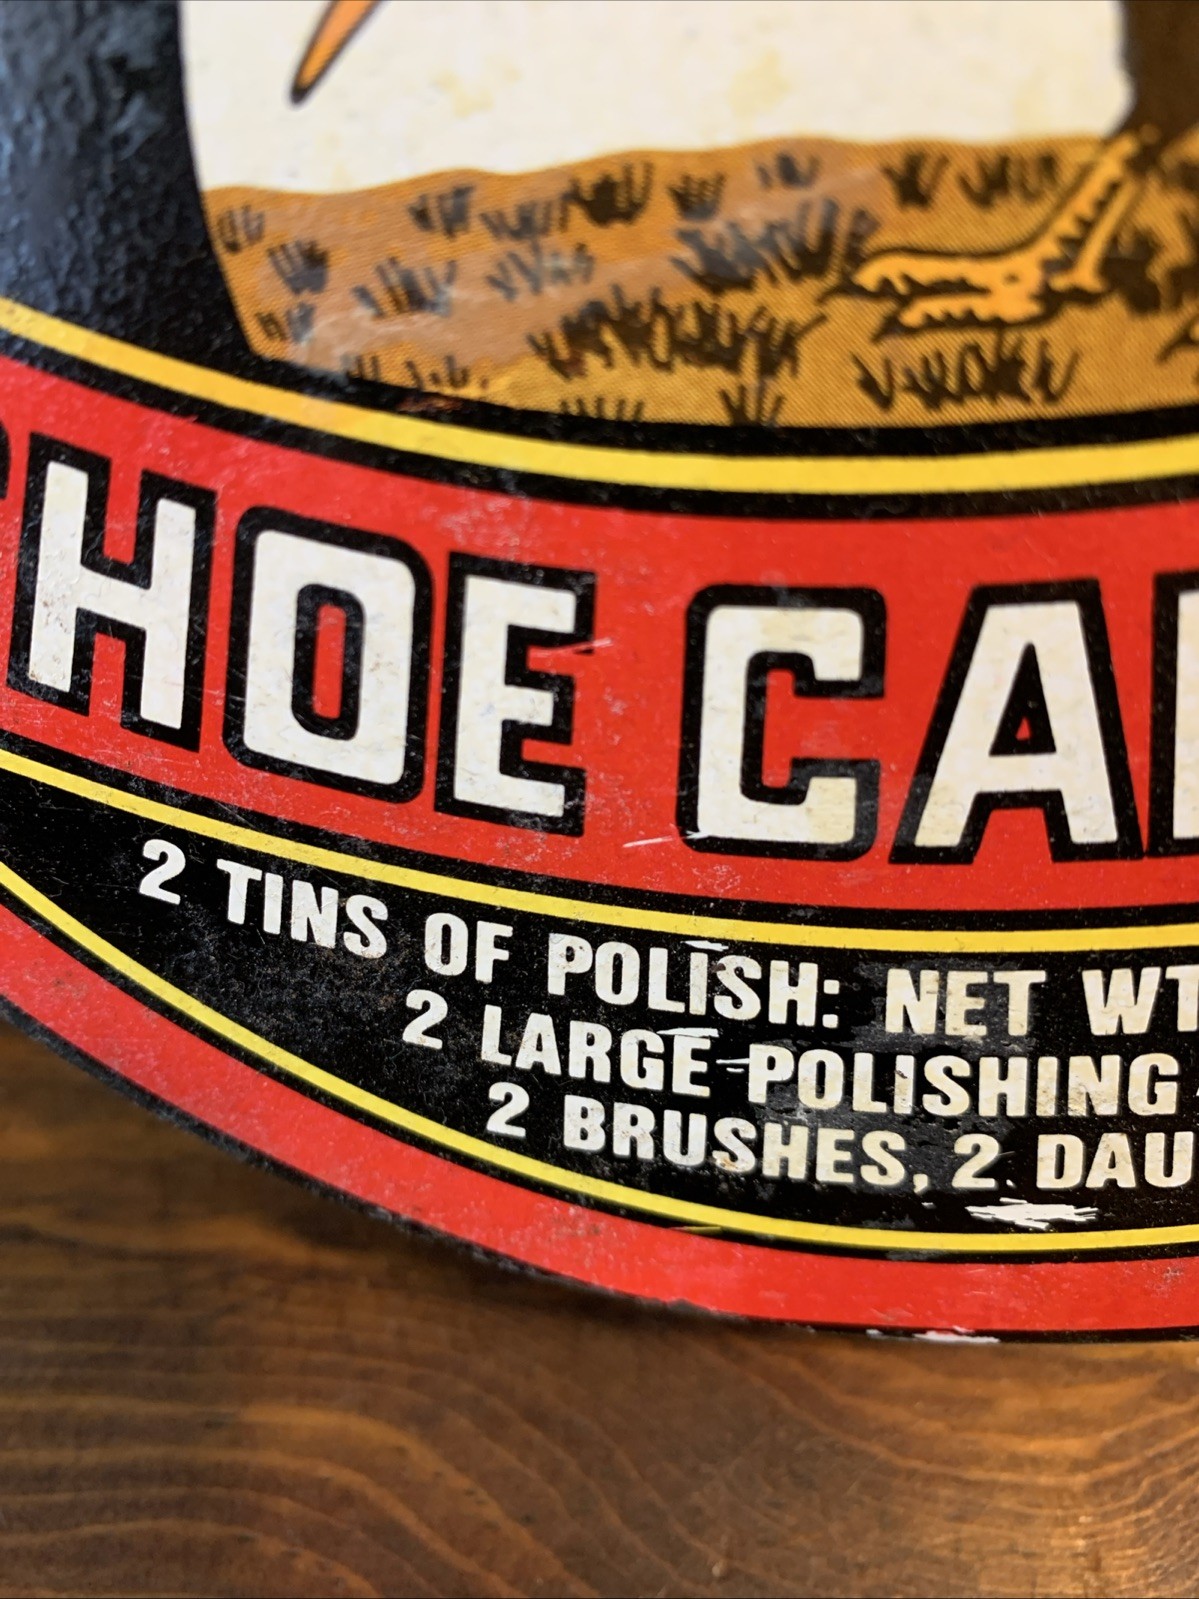 HOE CA
2 TINS OF POLISH: NET WT
2 LARGE POLISHING
2 BRUSHES, 2 DAU